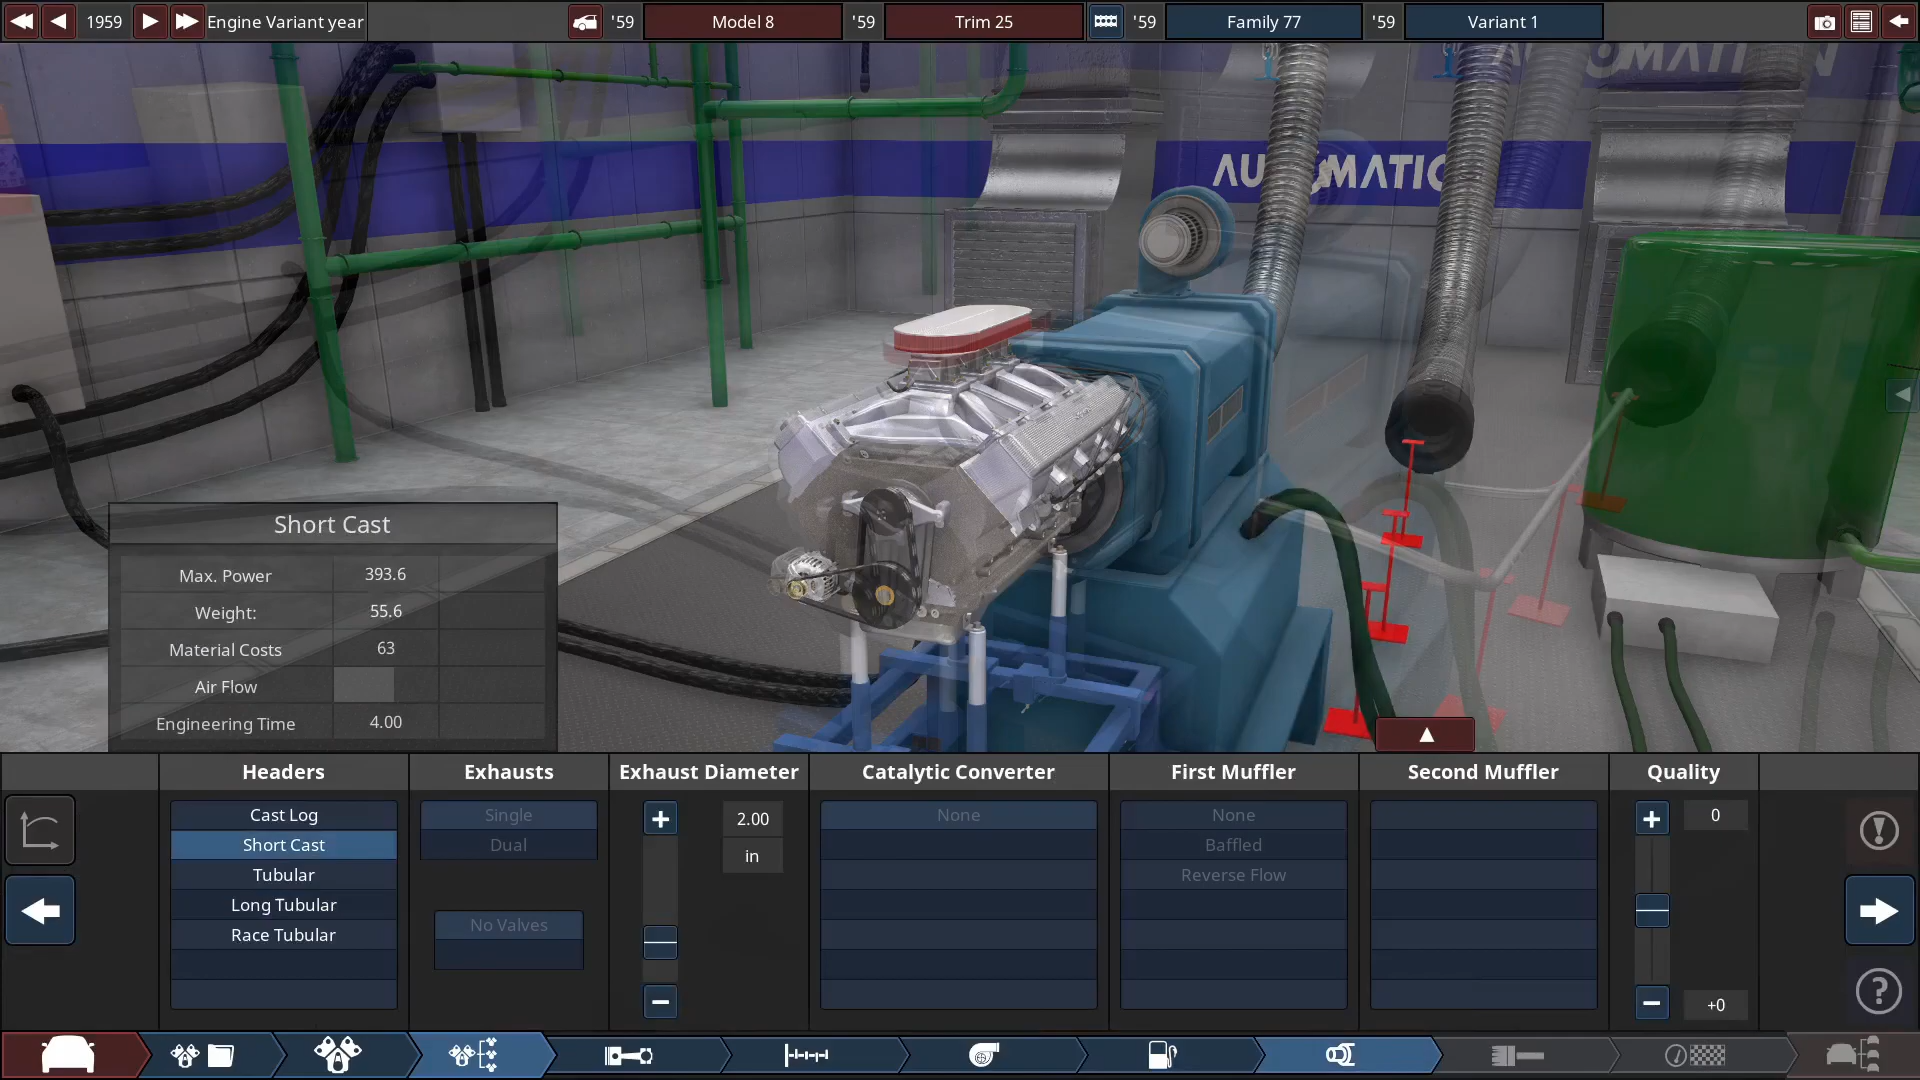 1959 Engine Variant year '59 Model 8 '59 Trim 25 '59 Family 77 '59 Variant 1
AUTOMATION
Short Cast
Max. Power 393.6
Weight: 55.6
Material Costs 63
Air Flow
Engineering Time 4.00
Headers Exhausts Exhaust Diameter Catalytic Converter First Muffler Second Muffler Quality
Cast Log
Short Cast
Tubular
Long Tubular
Race Tubular
Single
Dual
No Valves
2.00
in
None
None
Baffled
Reverse Flow
0
+0